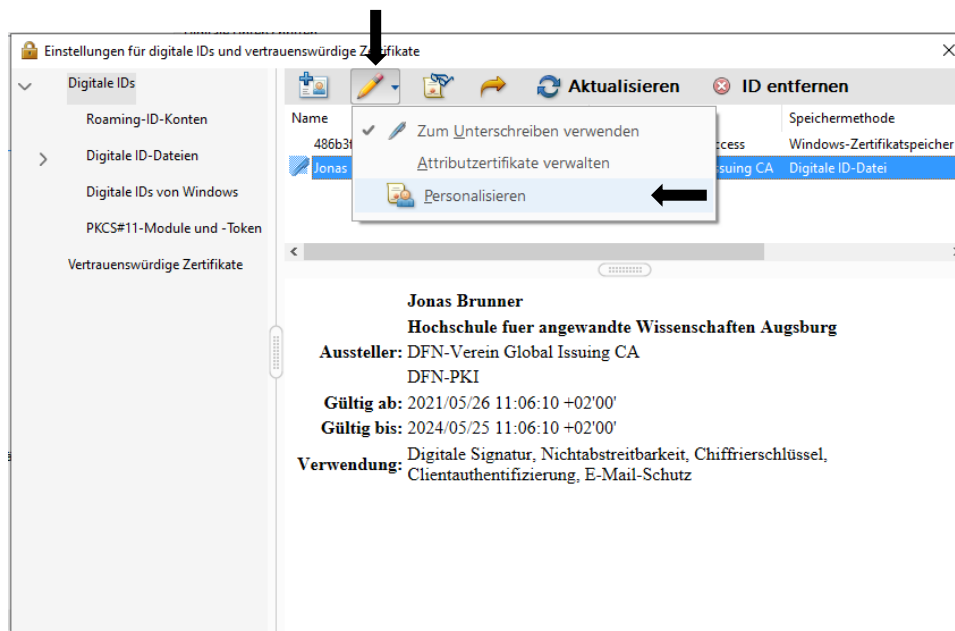 Einstellungen für digitale IDs und vertrauenswürdige Zertifikate
Digitale IDs
Roaming-ID-Konten
Digitale ID-Dateien
Digitale IDs von Windows
PKCS#11-Module und -Token
Vertrauenswürdige Zertifikate
Aktualisieren
ID entfernen
Name
Speichermethode
486b3
ccess
Windows-Zertifikatspeicher
Jonas
suing CA
Digitale ID-Datei
Zum Unterschreiben verwenden
Attributzertifikate verwalten
Personalisieren
Jonas Brunner
Hochschule fuer angewandte Wissenschaften Augsburg
Aussteller: DFN-Verein Global Issuing CA
DFN-PKI
Gültig ab: 2021/05/26 11:06:10 +02'00'
Gültig bis: 2024/05/25 11:06:10 +02'00'
Verwendung: Digitale Signatur, Nichtabstreitbarkeit, Chiffrierschlüssel,
Clientauthentifizierung, E-Mail-Schutz